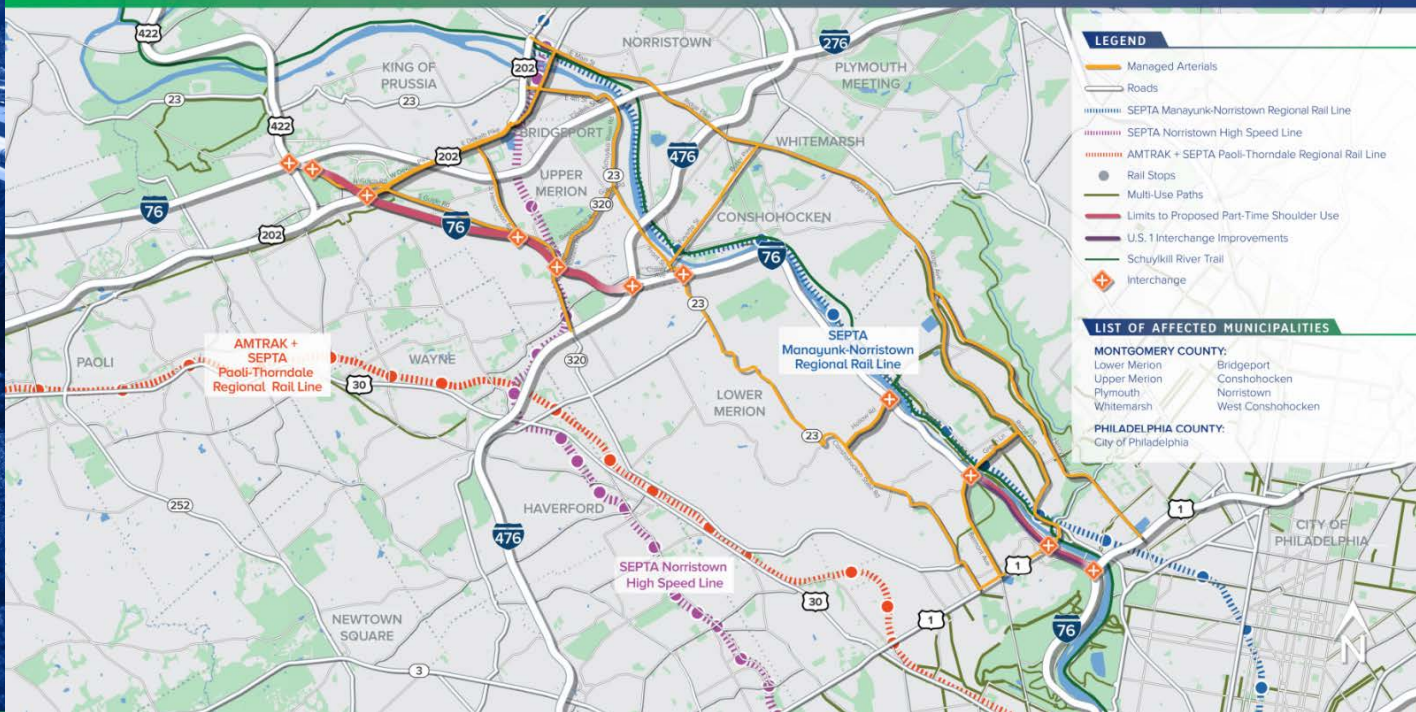 LEGEND
Managed Arterials
Roads
SEPTA Manayunk-Norristown Regional Rail Line
SEPTA Norristown High Speed Line
AMTRAK + SEPTA Paoli-Thorndale Regional Rail Line
Rail Stops
Multi-Use Paths
Limits to Proposed Part-Time Shoulder Use
U.S. 1 Interchange Improvements
Schuylkill River Trail
Interchange
LIST OF AFFECTED MUNICIPALITIES
MONTGOMERY COUNTY:
Lower Merion
Upper Merion
Plymouth
Whitemarsh
Bridgeport
Conshohocken
Norristown
West Conshohocken
PHILADELPHIA COUNTY:
City of Philadelphia
422
NORRISTOWN
276
202
KING OF
PRUSSIA
PLYMOUTH
MEETING
23
23
422
BRIDGEPORT
202
WHITEMARSH
476
UPPER
MERION
23
320
76
76
202
CONSHOHOCKEN
76
23
AMTRAK +
SEPTA
Paoli-Thorndale
Regional Rail Line
PAOLI
WAYNE
30
320
SEPTA
Manayunk-Norristown
Regional Rail Line
LOWER
MERION
23
252
HAVERFORD
476
SEPTA Norristown
High Speed Line
1
1
CITY OF
PHILADELPHIA
30
1
76
NEWTOWN
SQUARE
3
N